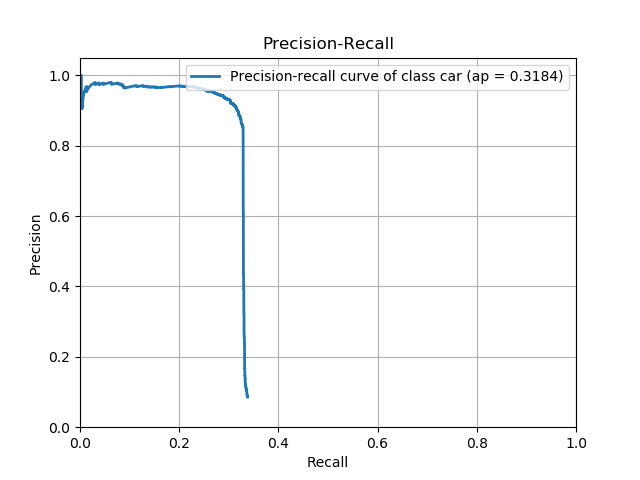 Precision-Recall
Precision-recall curve of class car (ap = 0.3184)
1.0
0.8
0.6
0.4
0.2
0.0
Precision
0.0 0.2 0.4 0.6 0.8 1.0
Recall